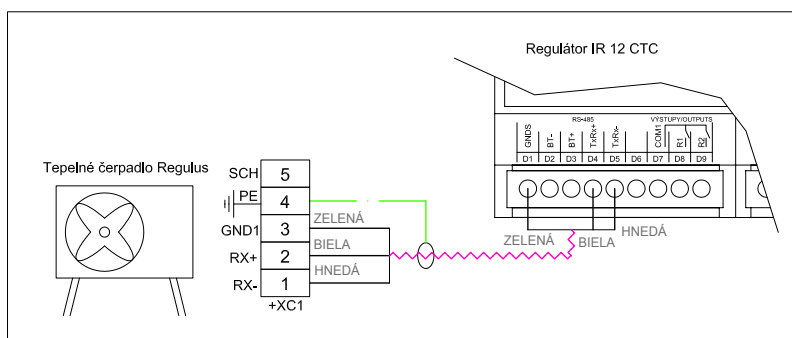 Regulátor IR 12 CTC
RS-485
VÝSTUPY/OUTPUTS
GNDS BT- BT+ TxRx+ TxRx- COM1 R1 R2
D1 D2 D3 D4 D5 D6 D7 D8 D9
Tepelné čerpadlo Regulus
SCH 5
PE 4
GND1 3 ZELENÁ
RX+ 2 BIELA
RX- 1 HNEDÁ
+XC1
ZELENÁ BIELA HNEDÁ